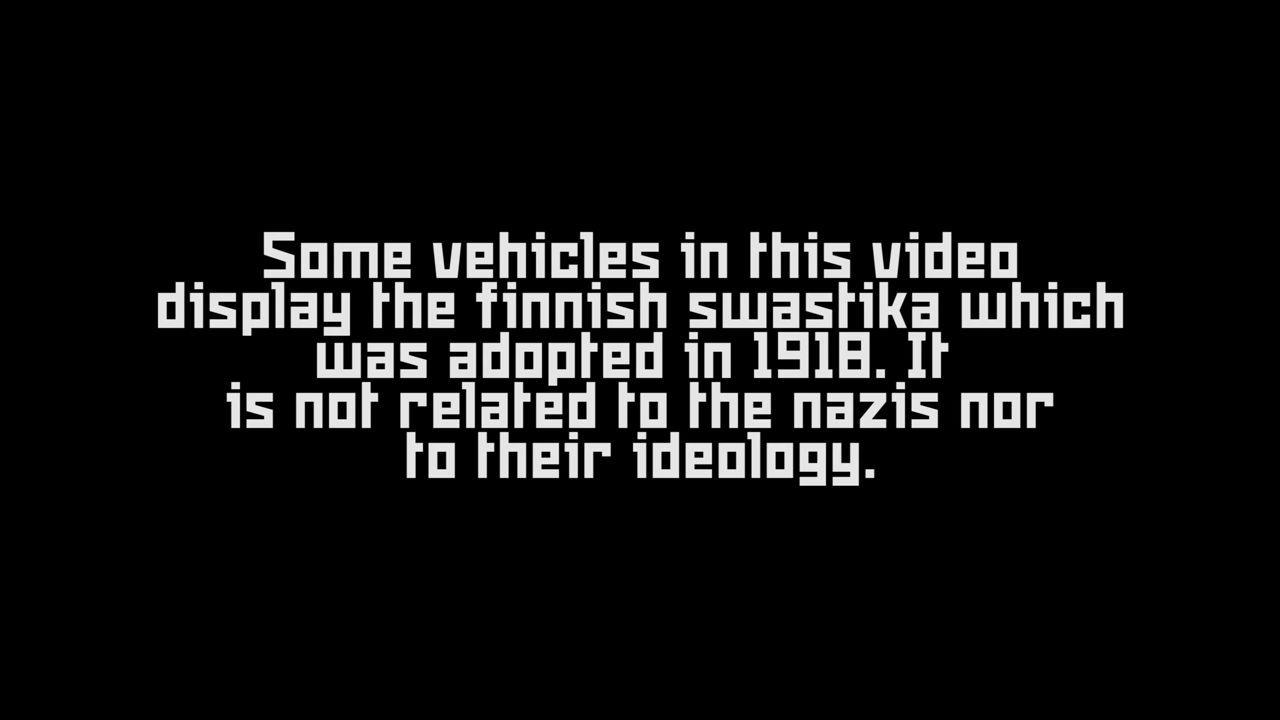 Some vehicles in this video
display the finnish swastika which
was adopted in 1918. It
is not related to the nazis nor
to their ideology.